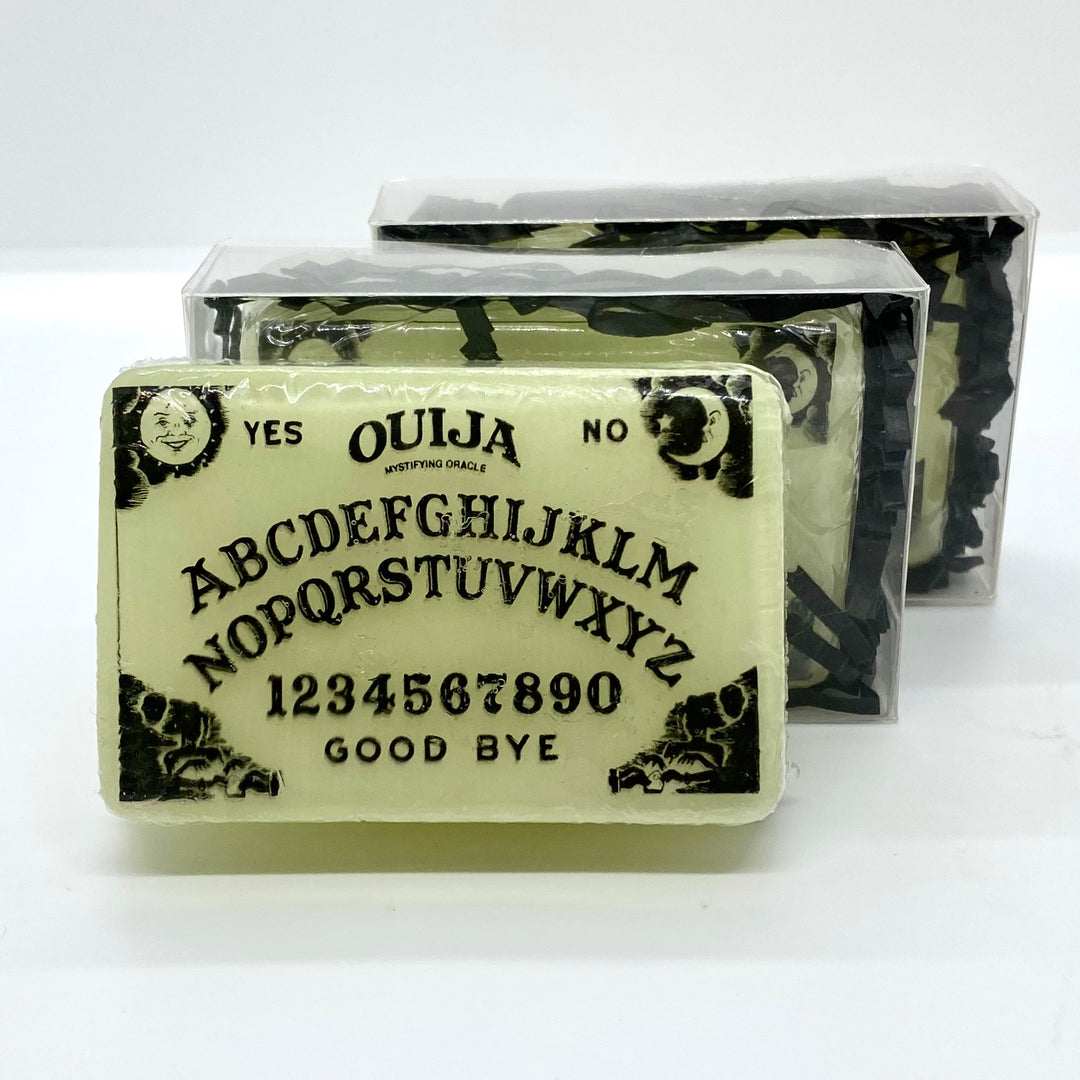 YES OUIJA NO
MYSTIFYING ORACLE
ABCDEFGHIJKLM
NOPQRSTUVWXYZ
1234567890
GOOD BYE